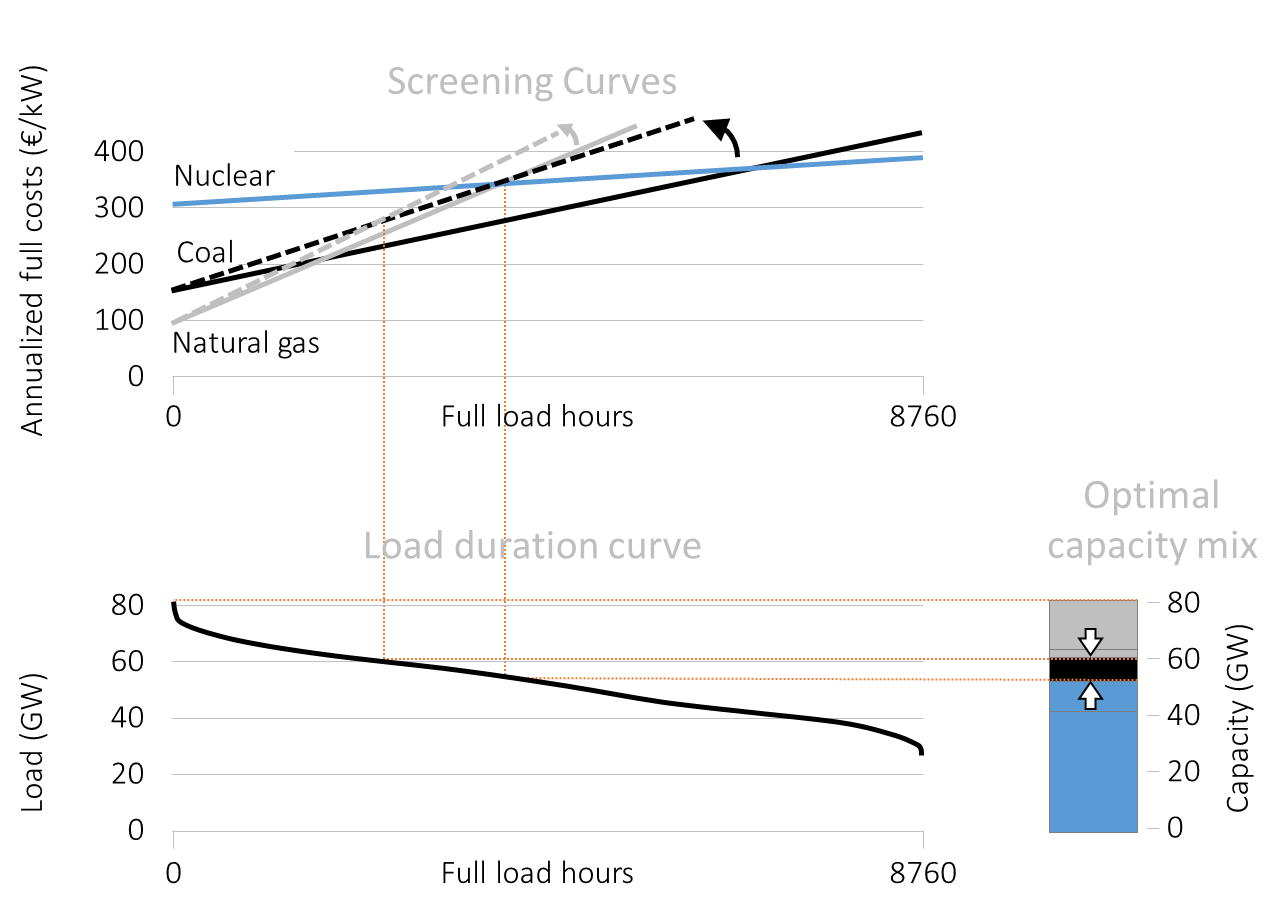 Screening Curves
Annualized full costs (€/kW)
400
300
200
100
0
Nuclear
Coal
Natural gas
0
Full load hours
8760
Load duration curve
Load (GW)
80
60
40
20
0
0
Full load hours
8760
Optimal
capacity mix
80
60
40
20
0
Capacity (GW)